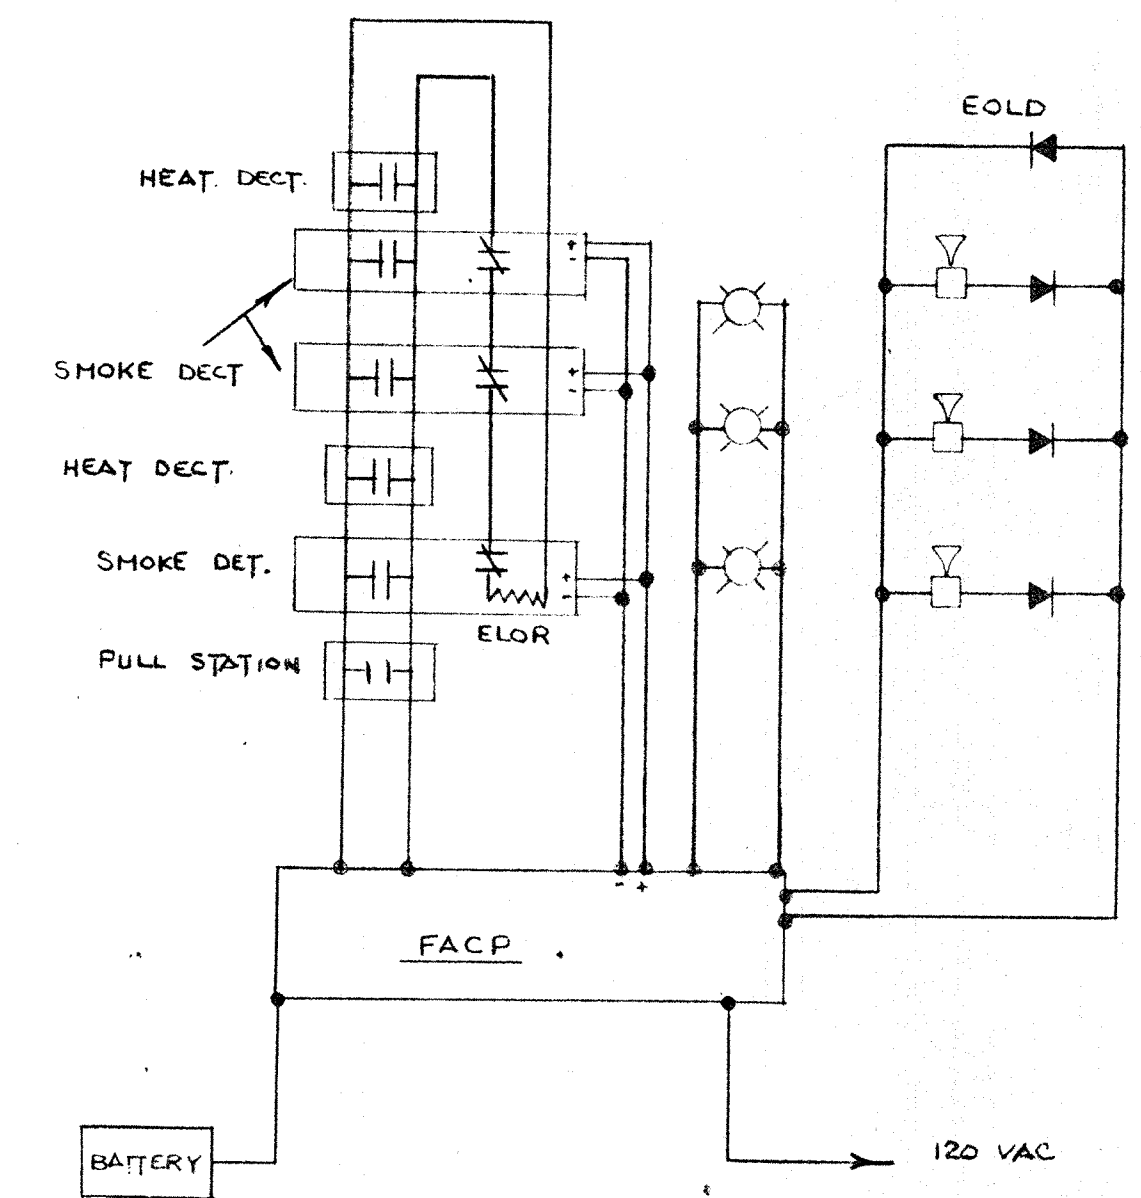 EOLD
HEAT. DECT.
+
-
SMOKE DECT
+
-
HEAT DECT.
SMOKE DET.
+
-
ELOR
PULL STATION
- +
FACP
BATTERY
120 VAC